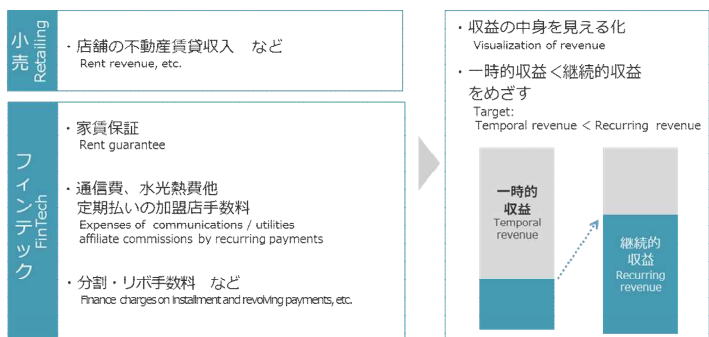 小売
Retailing
・店舗の不動産賃貸収入　など
Rent revenue, etc.
フィンテック
FinTech
・家賃保証
Rent guarantee
・通信費、水光熱費他
定期払いの加盟店手数料
Expenses of communications / utilities
affiliate commissions by recurring payments
・分割・リボ手数料　など
Finance charges on installment and revolving payments, etc.
・収益の中身を見える化
Visualization of revenue
・一時的収益＜継続的収益
をめざす
Target:
Temporal revenue < Recurring revenue
一時的
収益
Temporal
revenue
継続的
収益
Recurring
revenue